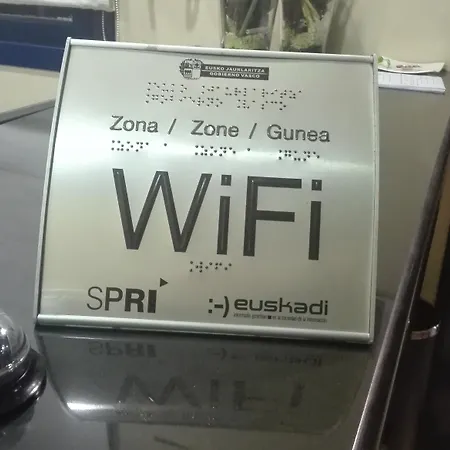 EUSKO JAURLARITZA
GOBIERNO VASCO
Zona / Zone / Gunea
WiFi
SPRI
:-) euskadi